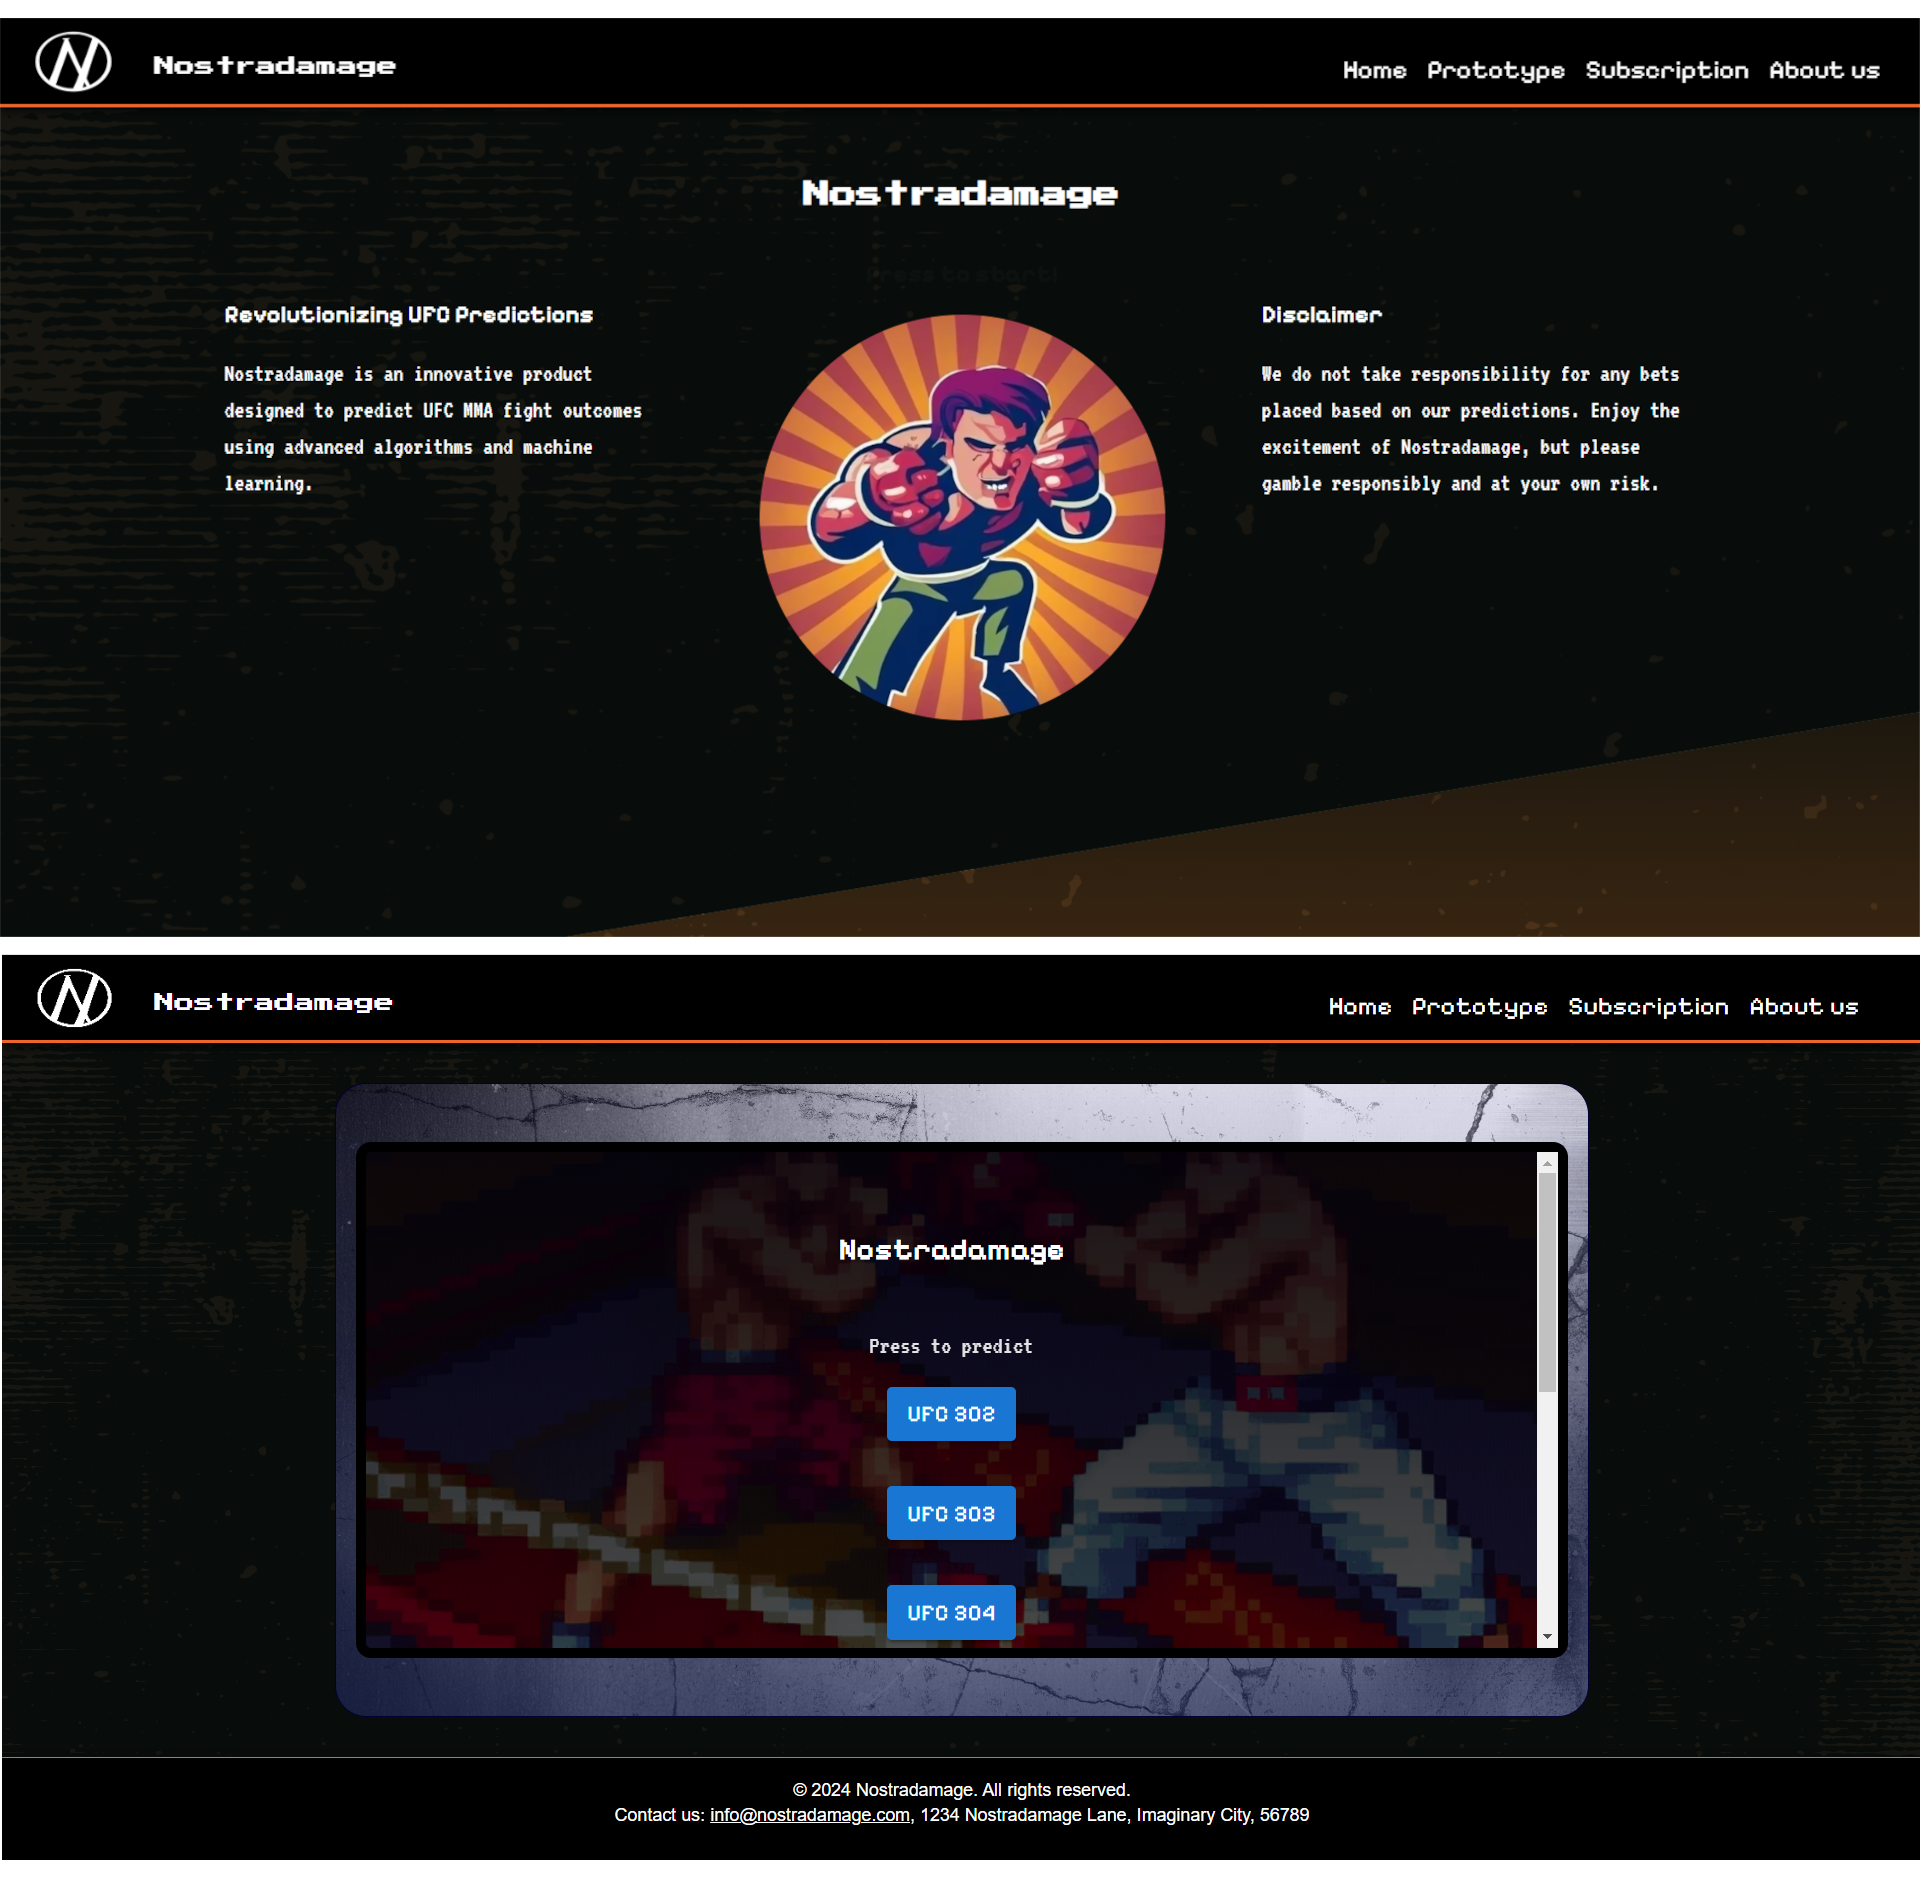 N
Nostradamage
Home Prototype Subscription About us
Nostradamage
Press to start!
Revolutionizing UFC Predictions
Nostradamage is an innovative product
designed to predict UFC MMA fight outcomes
using advanced algorithms and machine
learning.
Disclaimer
We do not take responsibility for any bets
placed based on our predictions. Enjoy the
excitement of Nostradamage, but please
gamble responsibly and at your own risk.
N
Nostradamage
Home Prototype Subscription About us
Nostradamage
Press to predict
UFC 302
UFC 303
UFC 304
© 2024 Nostradamage. All rights reserved.
Contact us: info@nostradamage.com, 1234 Nostradamage Lane, Imaginary City, 56789